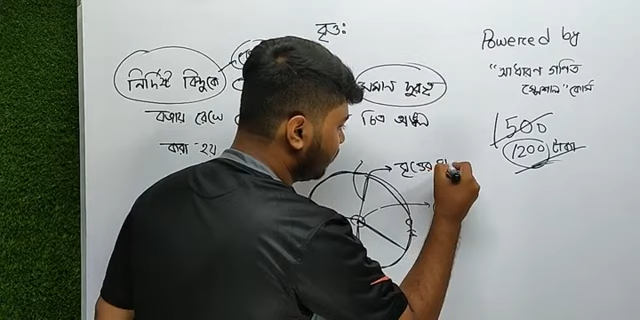 বৃত্তঃ
নির্দিষ্ট বিন্দুকে
সমান দূরত্ব
বজায় রেখে
চিত্র অঙ্কন
করা হয়
বৃত্তের
Powered by
"সাধারণ গণিত
স্পেশাল" কোর্স
1500
1200 টাকা